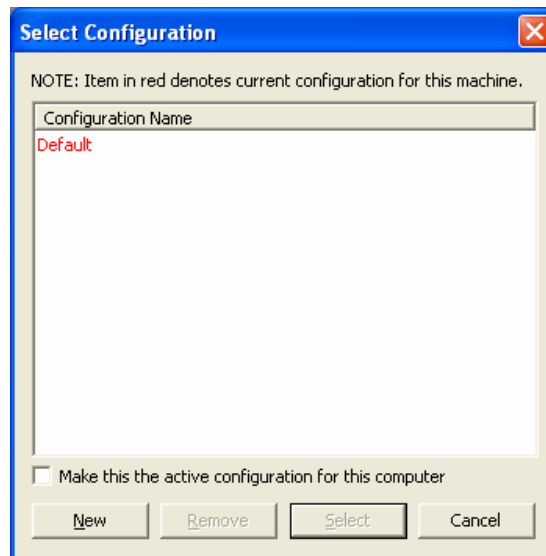 Select Configuration
NOTE: Item in red denotes current configuration for this machine.
Configuration Name
Default
Make this the active configuration for this computer
New Remove Select Cancel